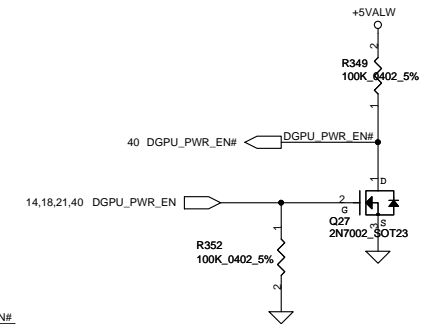 +5VALW
2
R349
100K_0402_5%
1
40 DGPU_PWR_EN#
DGPU_PWR_EN#
1
D
14,18,21,40 DGPU_PWR_EN
2
G
Q27
2N7002_SOT23
3
S
1
R352
100K_0402_5%
2
N#